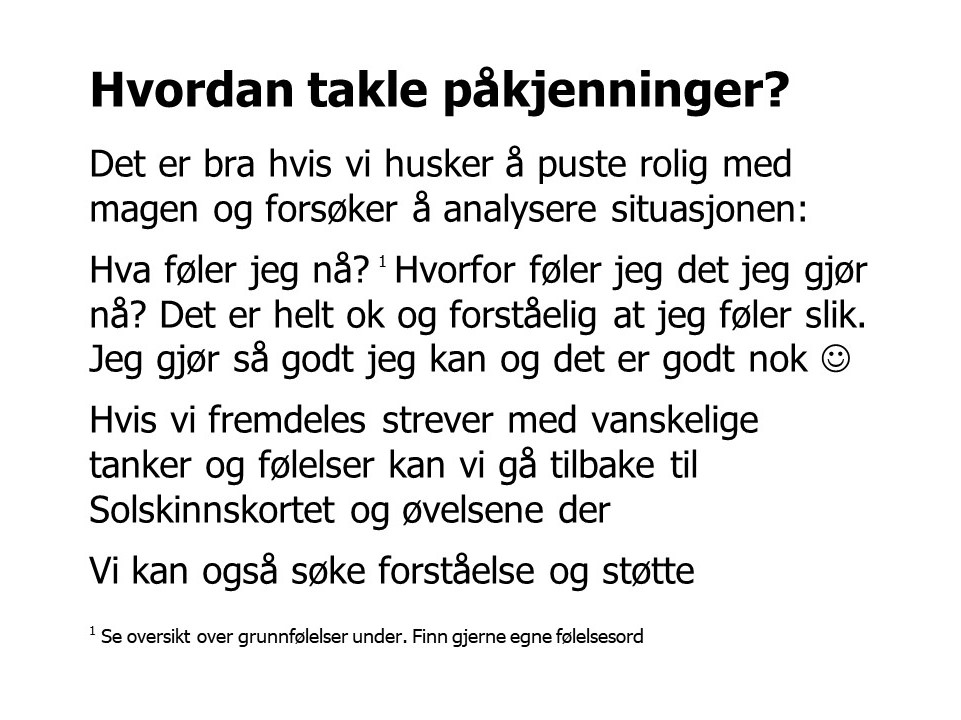 Hvordan takle påkjenninger?
Det er bra hvis vi husker å puste rolig med
magen og forsøker å analysere situasjonen:
Hva føler jeg nå? ¹ Hvorfor føler jeg det jeg gjør
nå? Det er helt ok og forståelig at jeg føler slik.
Jeg gjør så godt jeg kan og det er godt nok ☺
Hvis vi fremdeles strever med vanskelige
tanker og følelser kan vi gå tilbake til
Solskinnskortet og øvelsene der
Vi kan også søke forståelse og støtte
¹ Se oversikt over grunnfølelser under. Finn gjerne egne følelsesord